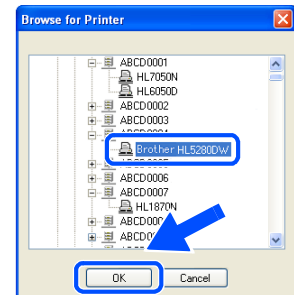 Browse for Printer
ABCD0001
HL7050N
HL6050D
ABCD0002
ABCD0003
Brother HL5280DW
ABCD0006
ABCD0007
HL1870N
OK
Cancel